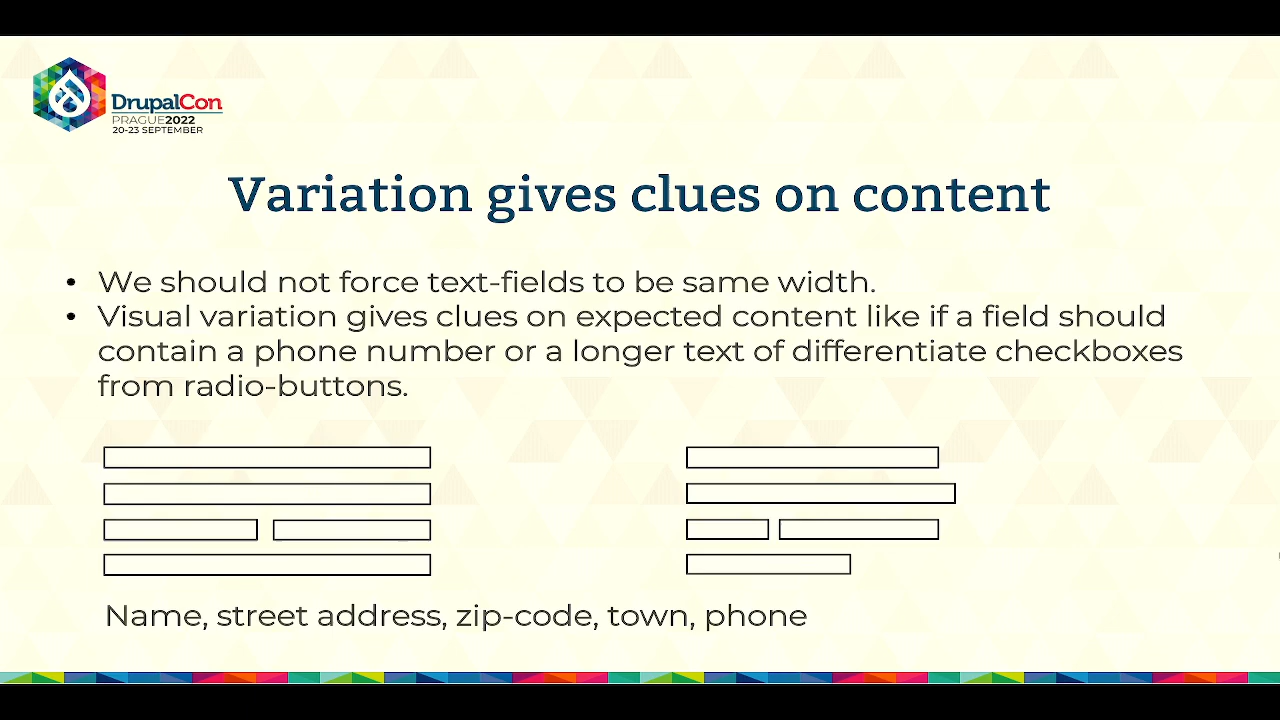 DrupalCon
PRAGUE2022
20-23 SEPTEMBER
Variation gives clues on content
• We should not force text-fields to be same width.
• Visual variation gives clues on expected content like if a field should
contain a phone number or a longer text of differentiate checkboxes
from radio-buttons.
Name, street address, zip-code, town, phone